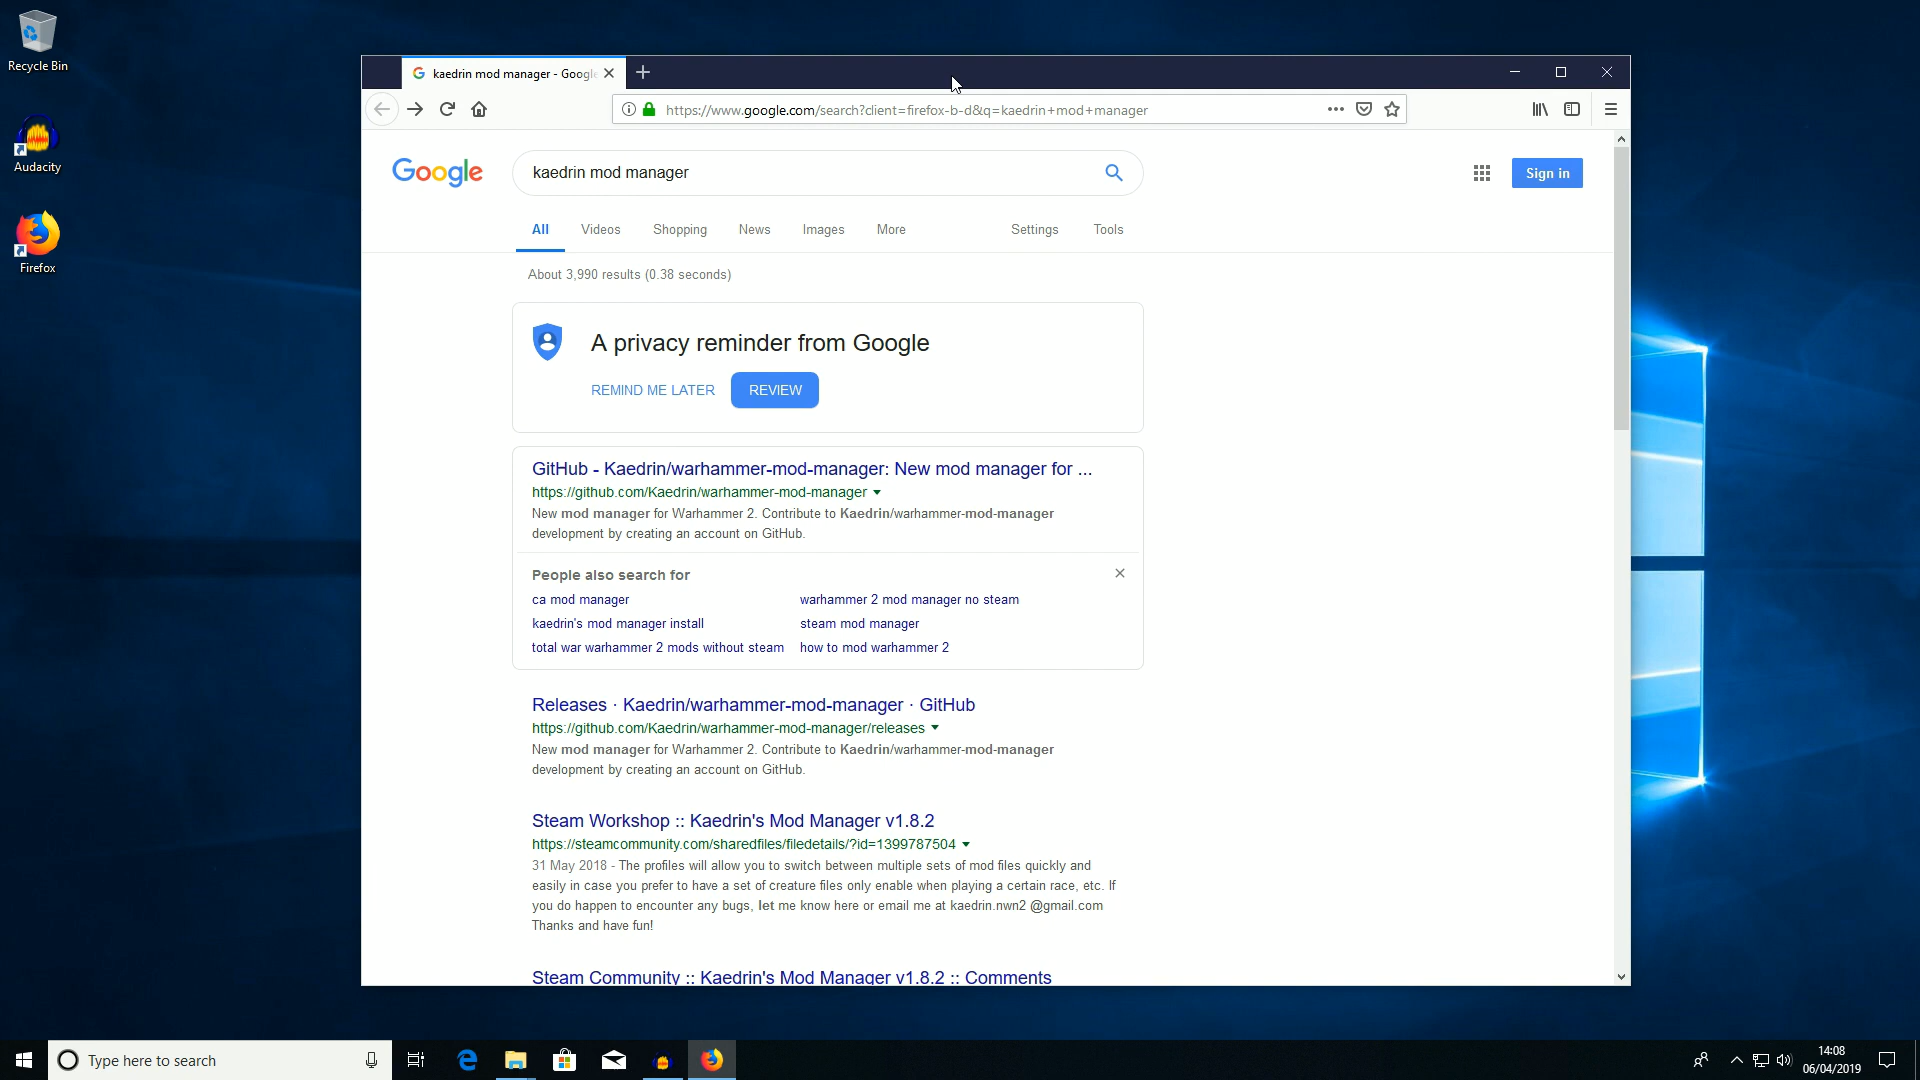 Recycle Bin
Audacity
Firefox
kaedrin mod manager - Google
https://www.google.com/search?client=firefox-b-d&q=kaedrin+mod+manager
Google
kaedrin mod manager
Sign in
All Videos Shopping News Images More Settings Tools
About 3,990 results (0.38 seconds)
A privacy reminder from Google
REMIND ME LATER REVIEW
GitHub - Kaedrin/warhammer-mod-manager: New mod manager for ...
https://github.com/Kaedrin/warhammer-mod-manager
New mod manager for Warhammer 2. Contribute to Kaedrin/warhammer-mod-manager
development by creating an account on GitHub.
People also search for
ca mod manager warhammer 2 mod manager no steam
kaedrin's mod manager install steam mod manager
total war warhammer 2 mods without steam how to mod warhammer 2
Releases · Kaedrin/warhammer-mod-manager · GitHub
https://github.com/Kaedrin/warhammer-mod-manager/releases
New mod manager for Warhammer 2. Contribute to Kaedrin/warhammer-mod-manager
development by creating an account on GitHub.
Steam Workshop :: Kaedrin's Mod Manager v1.8.2
https://steamcommunity.com/sharedfiles/filedetails/?id=1399787504
31 May 2018 - The profiles will allow you to switch between multiple sets of mod files quickly and
easily in case you prefer to have a set of creature files only enable when playing a certain race, etc. If
you do happen to encounter any bugs, let me know here or email me at kaedrin.nwn2 @gmail.com
Thanks and have fun!
Steam Community :: Kaedrin's Mod Manager v1.8.2 :: Comments
Type here to search
14:08
06/04/2019